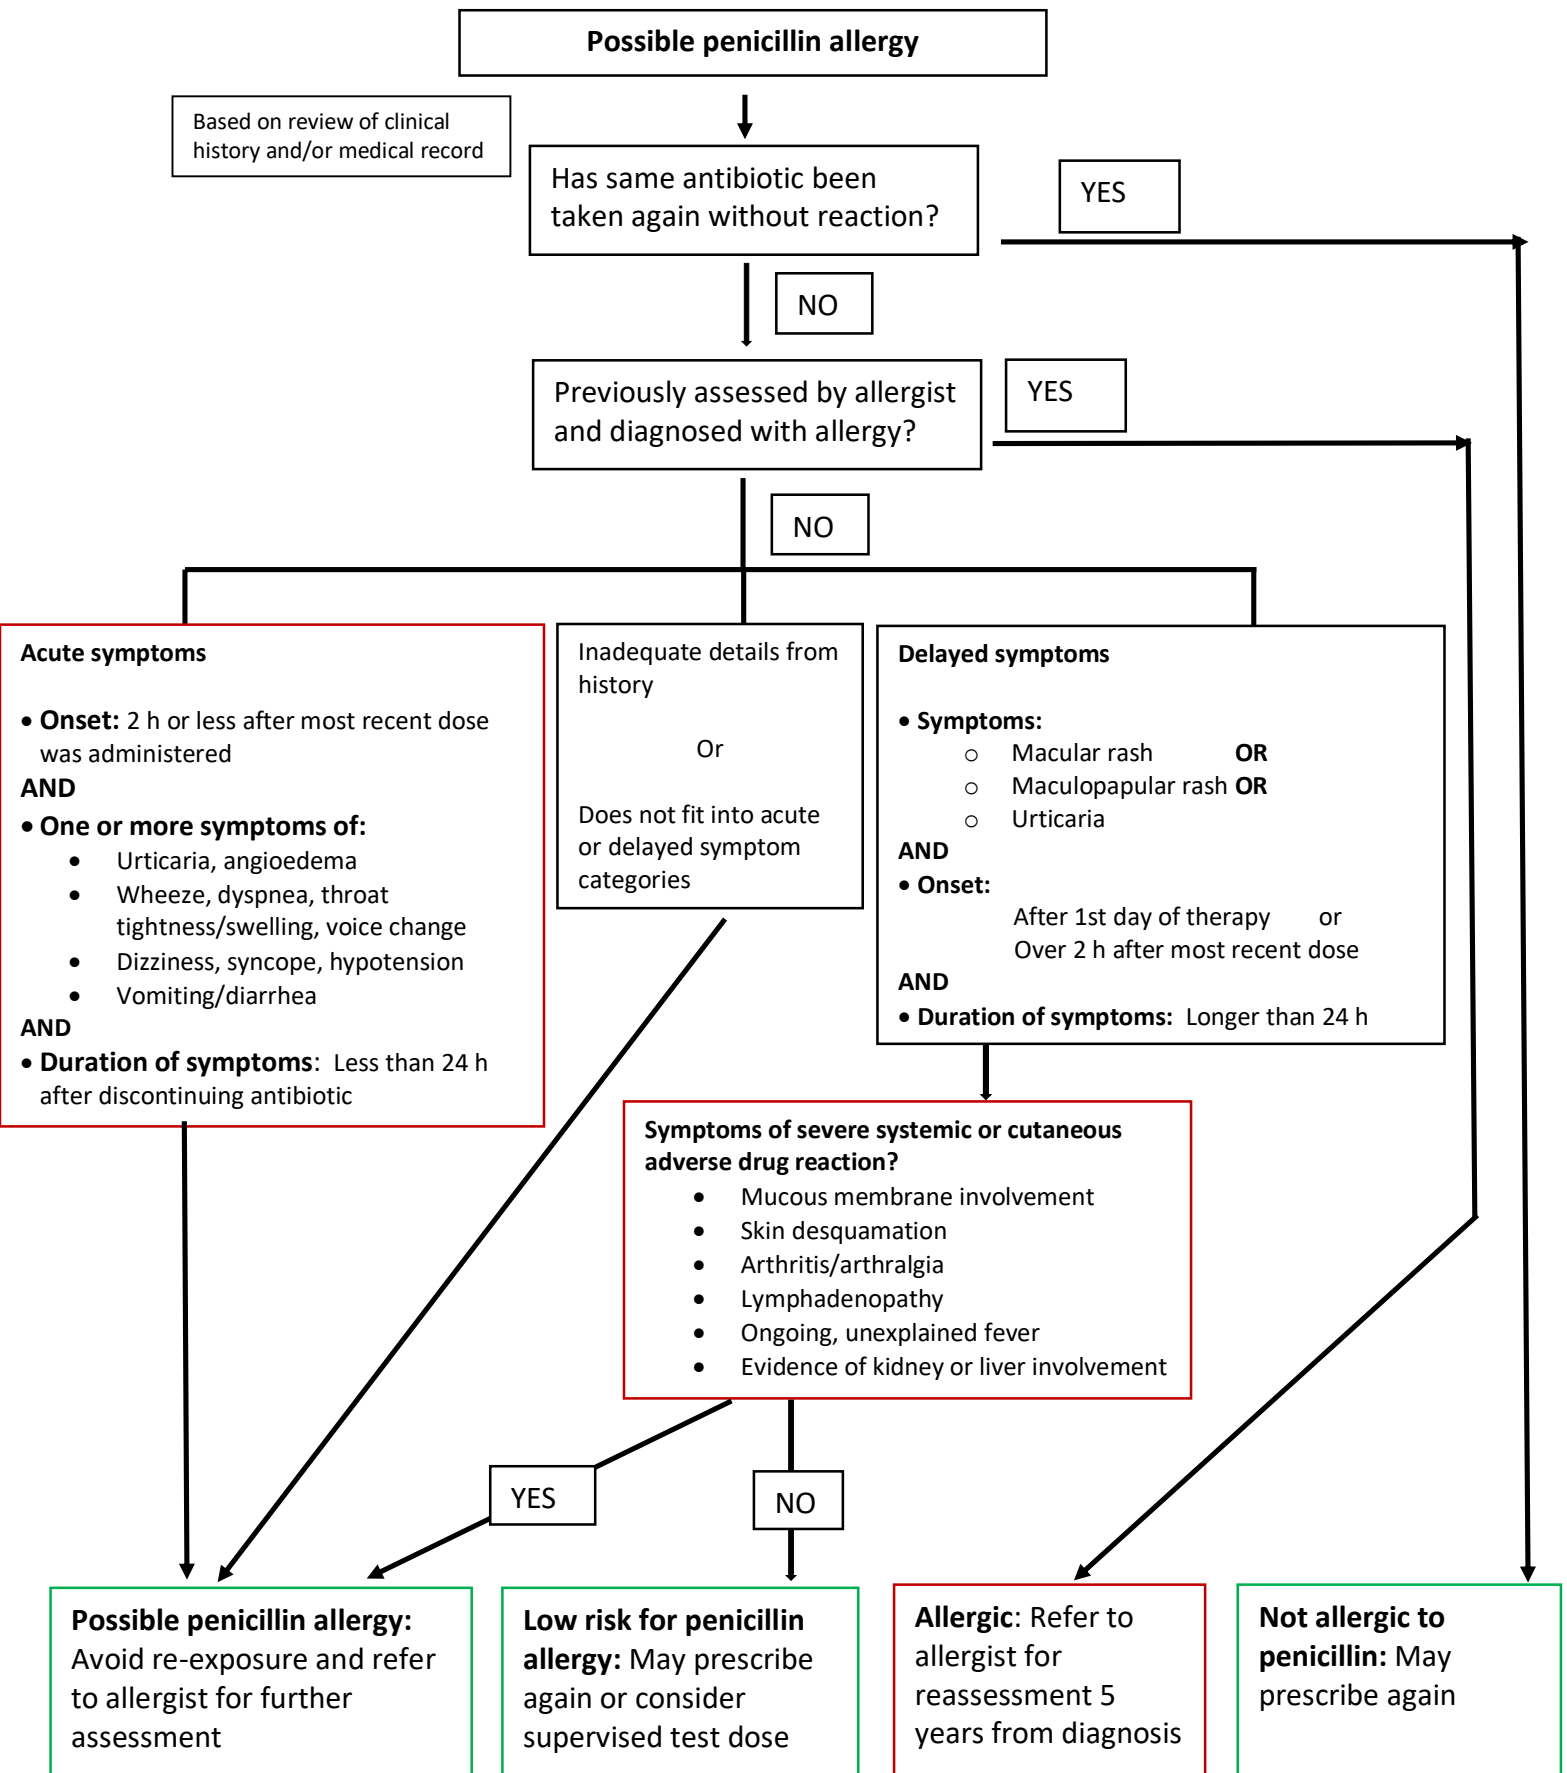 Possible penicillin allergy
Based on review of clinical
history and/or medical record
Has same antibiotic been
taken again without reaction?
YES
NO
Previously assessed by allergist
and diagnosed with allergy?
YES
NO
Acute symptoms
• Onset: 2 h or less after most recent dose
was administered
AND
• One or more symptoms of:
• Urticaria, angioedema
• Wheeze, dyspnea, throat
tightness/swelling, voice change
• Dizziness, syncope, hypotension
• Vomiting/diarrhea
AND
• Duration of symptoms: Less than 24 h
after discontinuing antibiotic
Inadequate details from
history
Or
Does not fit into acute
or delayed symptom
categories
Delayed symptoms
• Symptoms:
o Macular rash OR
o Maculopapular rash OR
o Urticaria
AND
• Onset:
After 1st day of therapy or
Over 2 h after most recent dose
AND
• Duration of symptoms: Longer than 24 h
Symptoms of severe systemic or cutaneous
adverse drug reaction?
• Mucous membrane involvement
• Skin desquamation
• Arthritis/arthralgia
• Lymphadenopathy
• Ongoing, unexplained fever
• Evidence of kidney or liver involvement
YES
NO
Possible penicillin allergy:
Avoid re-exposure and refer
to allergist for further
assessment
Low risk for penicillin
allergy: May prescribe
again or consider
supervised test dose
Allergic: Refer to
allergist for
reassessment 5
years from diagnosis
Not allergic to
penicillin: May
prescribe again